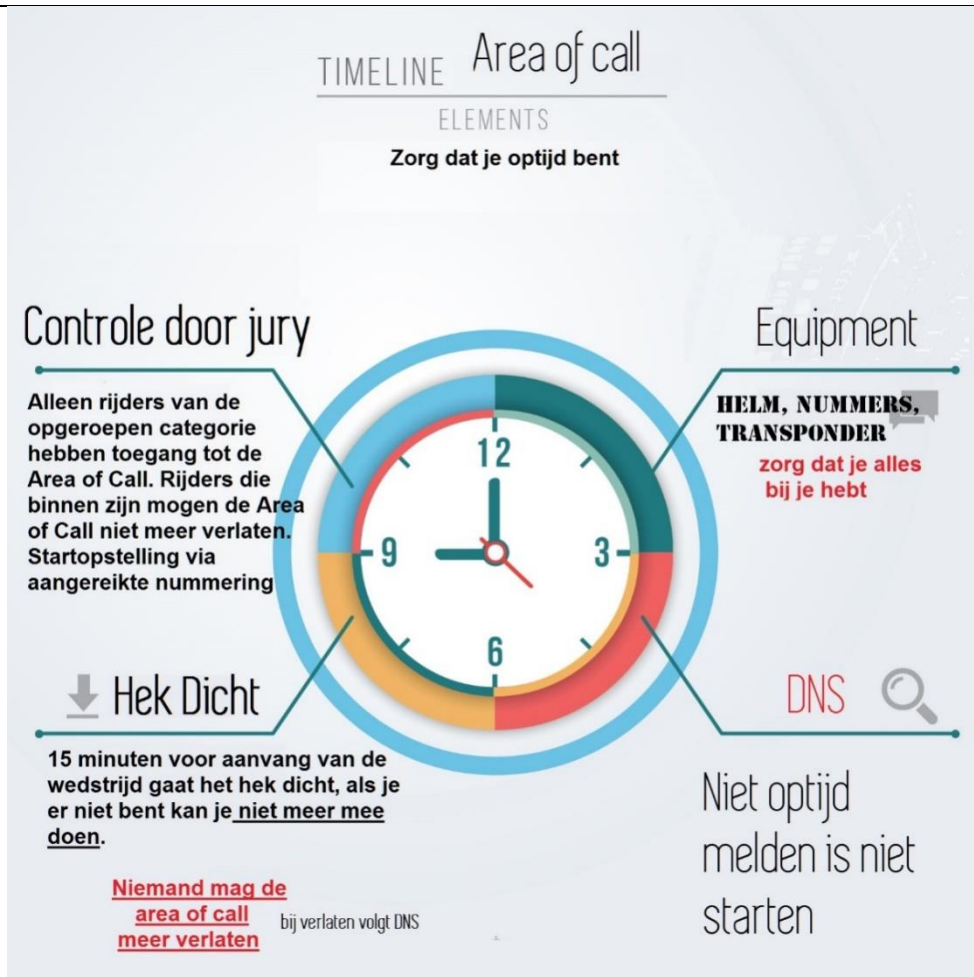 TIMELINE Area of call
ELEMENTS
Zorg dat je optijd bent
Controle door jury
Alleen rijders van de
opgeroepen categorie
hebben toegang tot de
Area of Call. Rijders die
binnen zijn mogen de Area
of Call niet meer verlaten.
Startopstelling via
aangereikte nummering
Equipment
HELM, NUMMERS,
TRANSPONDER
zorg dat je alles
bij je hebt
12
9
3
6
Hek Dicht
15 minuten voor aanvang van de
wedstrijd gaat het hek dicht, als je
er niet bent kan je niet meer mee
doen.
Niemand mag de
area of call
meer verlaten
bij verlaten volgt DNS
DNS
Niet optijd
melden is niet
starten